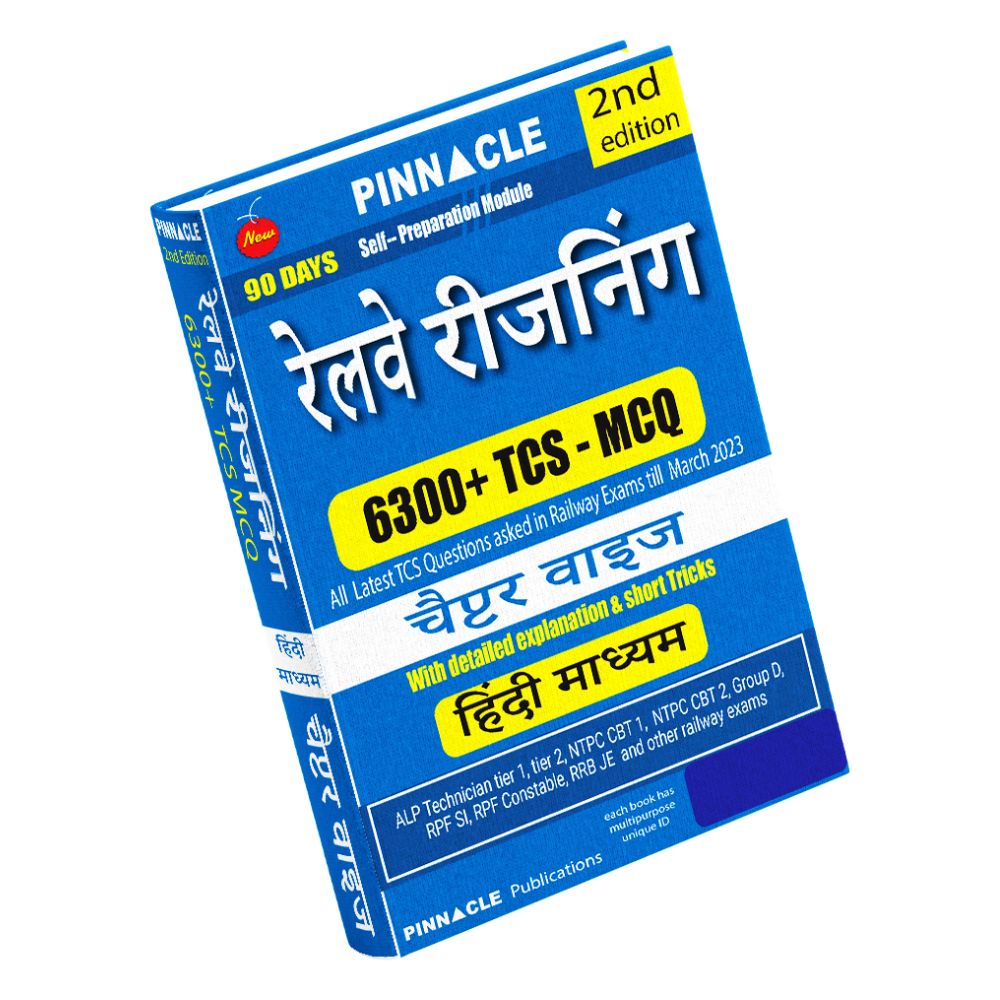 PINNACLE
2nd
edition
New
90 DAYS
Self-Preparation Module
रेलवे रीजनिंग
6300+ TCS - MCQ
All Latest TCS Questions asked in Railway Exams till March 2023
चैप्टर वाइज
With detailed explanation & short Tricks
हिंदी माध्यम
ALP Technician tier 1, tier 2, NTPC CBT 1, NTPC CBT 2, Group D,
RPF SI, RPF Constable, RRB JE and other railway exams
each book has
multipurpose
unique ID
PINNACLE Publications
PINNACLE
2nd Edition
रेलवे रीजनिंग
6300+ TCS MCQ
हिंदी
माध्यम
चैप्टर वाइज